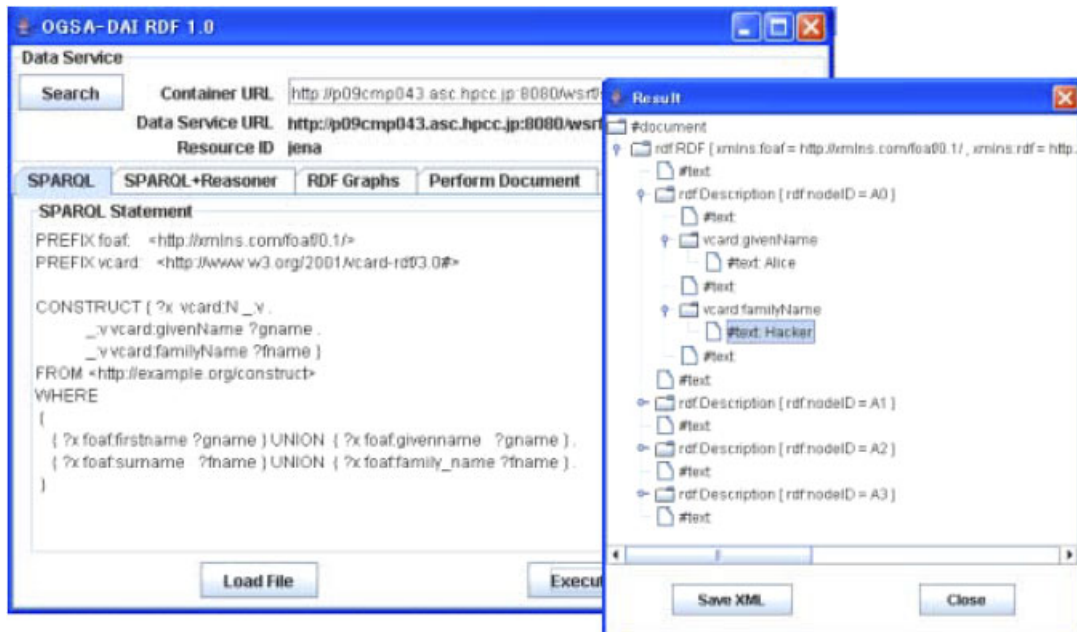 OGSA-DAI RDF 1.0
Data Service
Search
Container URL http://p09cmp043.asc.hpcc.jp:8080/wsrf/s
Data Service URL http://p09cmp043.asc.hpcc.jp:8080/wsrf
Resource ID jena
SPARQL SPARQL+Reasoner RDF Graphs Perform Document
SPARQL Statement
PREFIX foaf: <http://xmlns.com/foaf/0.1/>
PREFIX vcard: <http://www.w3.org/2001/vcard-rdf/3.0#>
CONSTRUCT { ?x vcard:N _:v .
_:v vcard:givenName ?gname .
_:v vcard:familyName ?fname }
FROM <http://example.org/construct>
WHERE
{
{ ?x foaf:firstname ?gname } UNION { ?x foaf:givenname ?gname } .
{ ?x foaf:surname ?fname } UNION { ?x foaf:family_name ?fname } .
}
Load File
Execut
Result
#document
rdf:RDF [ xmlns:foaf = http://xmlns.com/foaf/0.1/ , xmlns:rdf = http:
#text
rdf:Description [ rdf:nodeID = A0 ]
#text
vcard:givenName
#text: Alice
#text
vcard:familyName
#text: Hacker
#text
#text
rdf:Description [ rdf:nodeID = A1 ]
#text
rdf:Description [ rdf:nodeID = A2 ]
#text
rdf:Description [ rdf:nodeID = A3 ]
#text
Save XML
Close